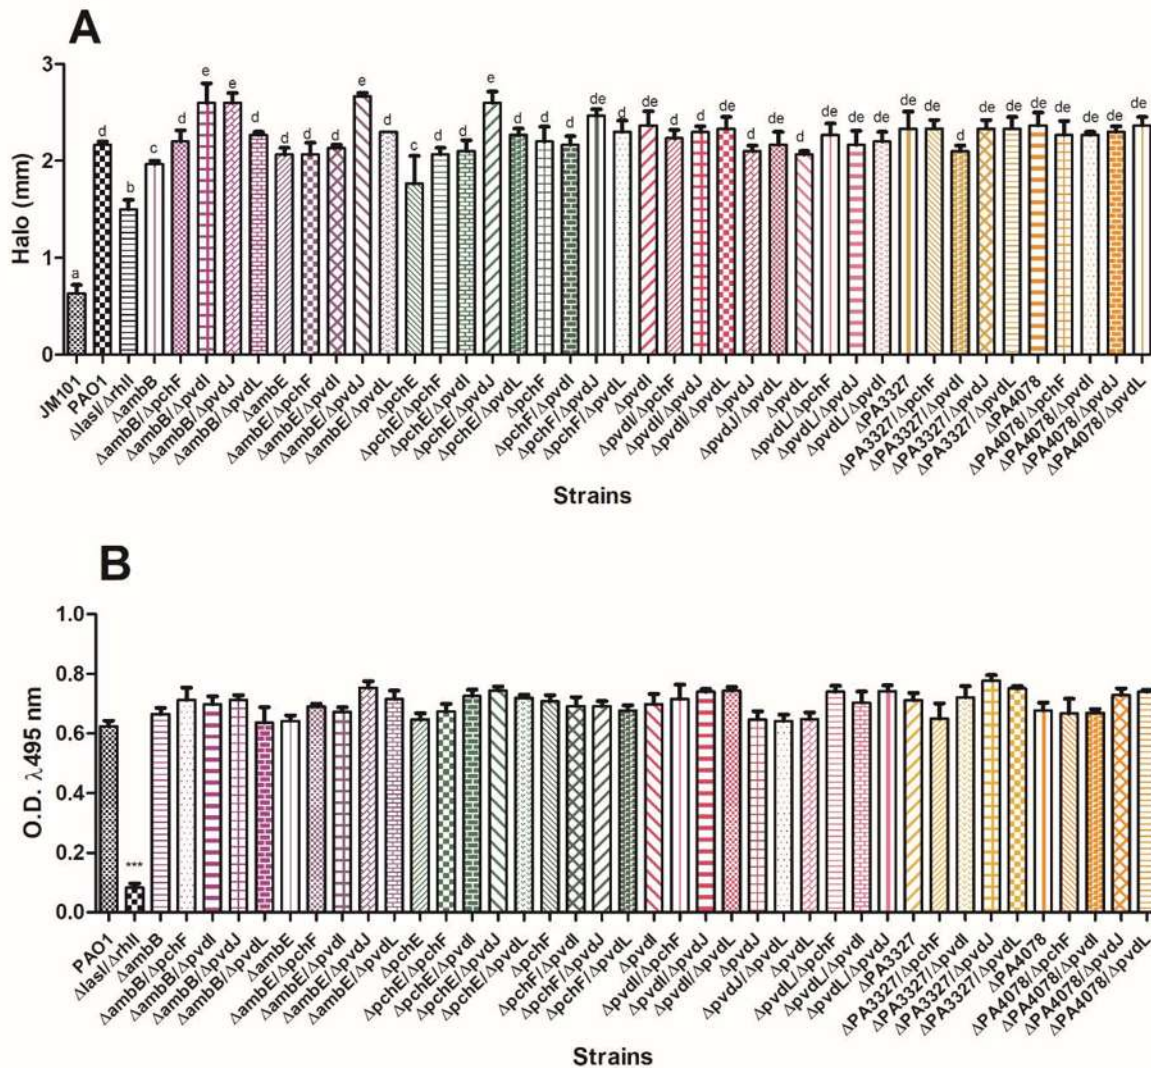 A
Halo (mm)
3
2
1
0
a
d
b
c
d
e
e
d
d
d
d
e
d
c
d
d
e
d
d
d
de
d
de
d
d
de
d
de
d
de
de
de
de
de
d
de
de
de
de
d
d
de
JM101
PAO1
ΔlasI/ΔrhlI
ΔambB
ΔambB/ΔpchF
ΔambB/ΔpvdI
ΔambB/ΔpvdJ
ΔambB/ΔpvdL
ΔambE
ΔambE/ΔpchF
ΔambE/ΔpvdI
ΔambE/ΔpvdJ
ΔambE/ΔpvdL
ΔpchE
ΔpchE/ΔpchF
ΔpchE/ΔpvdI
ΔpchE/ΔpvdJ
ΔpchE/ΔpvdL
ΔpchF
ΔpchF/ΔpvdI
ΔpchF/ΔpvdJ
ΔpchF/ΔpvdL
ΔpvdI
ΔpvdI/ΔpchF
ΔpvdI/ΔpvdJ
ΔpvdI/ΔpvdL
ΔpvdJ
ΔpvdJ/ΔpvdL
ΔpvdL
ΔpvdL/ΔpchF
ΔpvdL/ΔpvdJ
ΔpvdL/ΔpvdI
ΔPA3327
ΔPA3327/ΔpchF
ΔPA3327/ΔpvdI
ΔPA3327/ΔpvdJ
ΔPA3327/ΔpvdL
ΔPA4078
ΔPA4078/ΔpchF
ΔPA4078/ΔpvdI
ΔPA4078/ΔpvdJ
ΔPA4078/ΔpvdL
Strains
B
O.D. λ495 nm
1.0
0.8
0.6
0.4
0.2
0.0
***
PAO1
ΔlasI/ΔrhlI
ΔambB
ΔambB/ΔpchF
ΔambB/ΔpvdI
ΔambB/ΔpvdJ
ΔambB/ΔpvdL
ΔambE
ΔambE/ΔpchF
ΔambE/ΔpvdI
ΔambE/ΔpvdJ
ΔambE/ΔpvdL
ΔpchE
ΔpchE/ΔpchF
ΔpchE/ΔpvdI
ΔpchE/ΔpvdJ
ΔpchE/ΔpvdL
ΔpchF
ΔpchF/ΔpvdI
ΔpchF/ΔpvdJ
ΔpchF/ΔpvdL
ΔpvdI
ΔpvdI/ΔpchF
ΔpvdI/ΔpvdJ
ΔpvdI/ΔpvdL
ΔpvdJ
ΔpvdJ/ΔpvdL
ΔpvdL
ΔpvdL/ΔpchF
ΔpvdL/ΔpvdI
ΔpvdL/ΔpvdJ
ΔPA3327
ΔPA3327/ΔpchF
ΔPA3327/ΔpvdI
ΔPA3327/ΔpvdJ
ΔPA3327/ΔpvdL
ΔPA4078
ΔPA4078/ΔpchF
ΔPA4078/ΔpvdI
ΔPA4078/ΔpvdJ
ΔPA4078/ΔpvdL
Strains